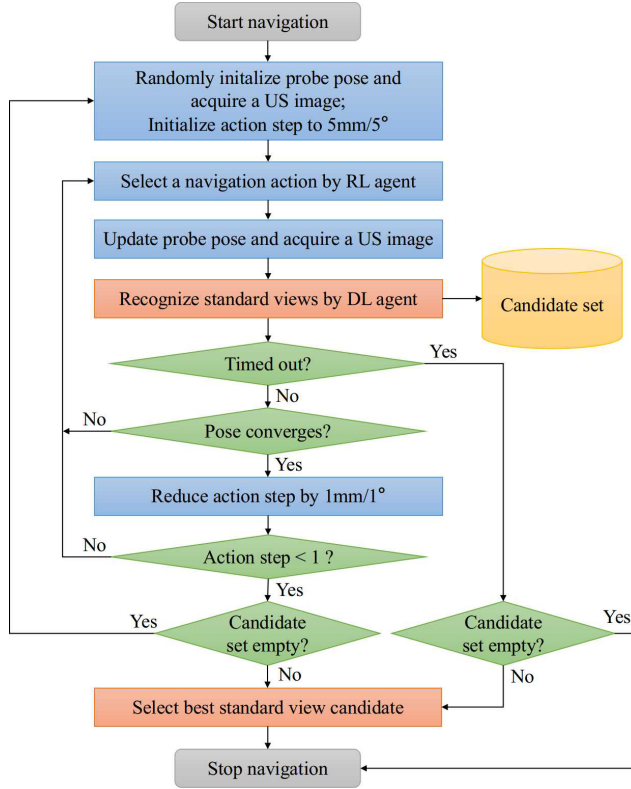 Start navigation
Randomly initalize probe pose and
acquire a US image;
Initialize action step to 5mm/5°
Select a navigation action by RL agent
Update probe pose and acquire a US image
Recognize standard views by DL agent
Candidate set
Timed out?
Yes
No
No
Pose converges?
Yes
Reduce action step by 1mm/1°
No
Action step < 1 ?
Yes
Yes
Candidate
set empty?
Candidate
set empty?
Yes
No
No
Select best standard view candidate
Stop navigation